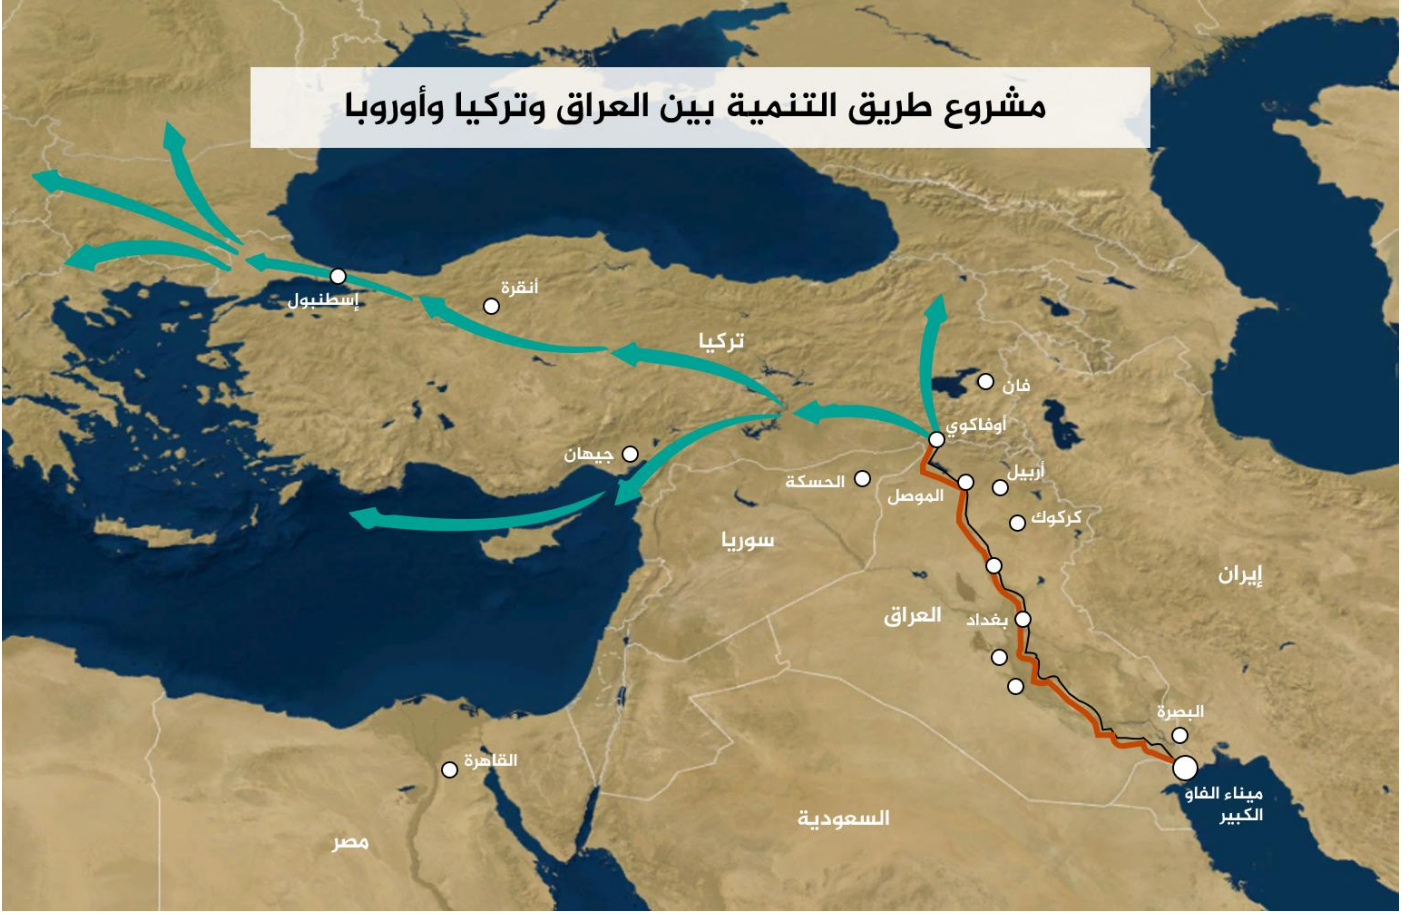 مشروع طريق التنمية بين العراق وتركيا وأوروبا
أنقرة
إسطنبول
تركيا
فان
أوفاكوي
جيهان
أربيل
الحسكة
الموصل
كركوك
سوريا
إيران
العراق
بغداد
البصرة
القاهرة
ميناء الفاو
الكبير
السعودية
مصر